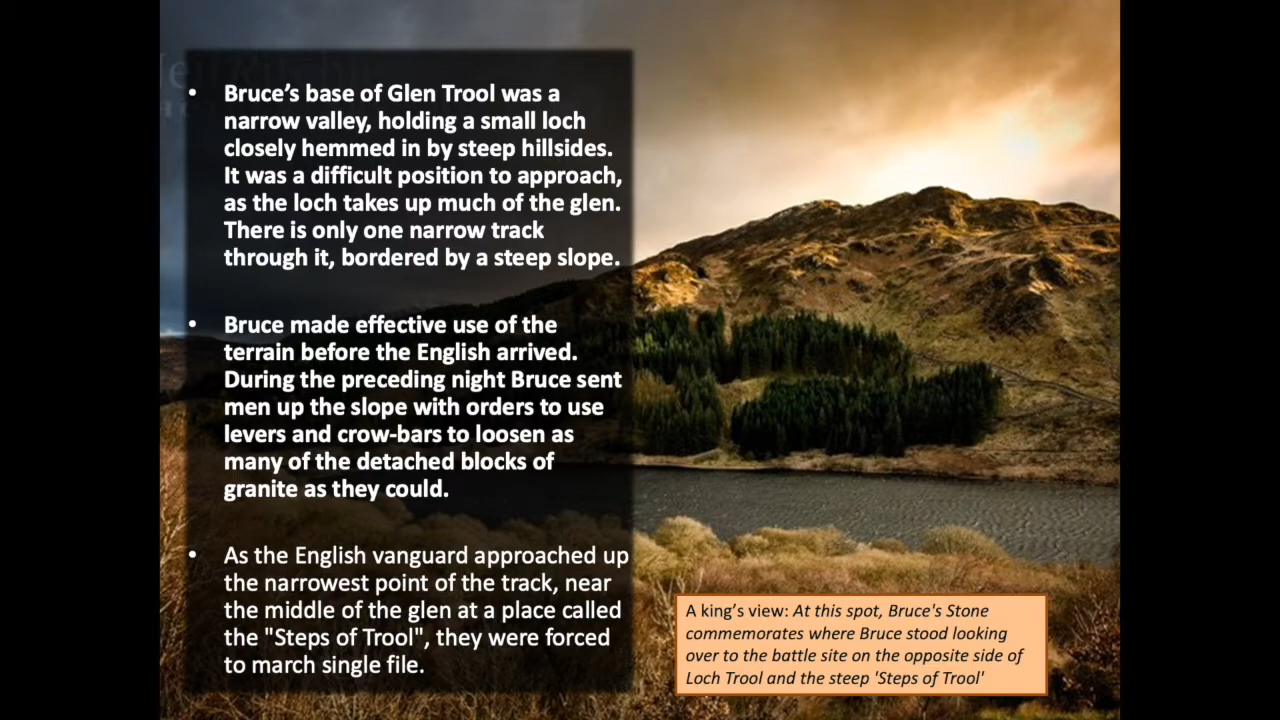 • Bruce’s base of Glen Trool was a
narrow valley, holding a small loch
closely hemmed in by steep hillsides.
It was a difficult position to approach,
as the loch takes up much of the glen.
There is only one narrow track
through it, bordered by a steep slope.
• Bruce made effective use of the
terrain before the English arrived.
During the preceding night Bruce sent
men up the slope with orders to use
levers and crow-bars to loosen as
many of the detached blocks of
granite as they could.
• As the English vanguard approached up
the narrowest point of the track, near
the middle of the glen at a place called
the "Steps of Trool", they were forced
to march single file.
A king’s view: At this spot, Bruce's Stone
commemorates where Bruce stood looking
over to the battle site on the opposite side of
Loch Trool and the steep 'Steps of Trool'